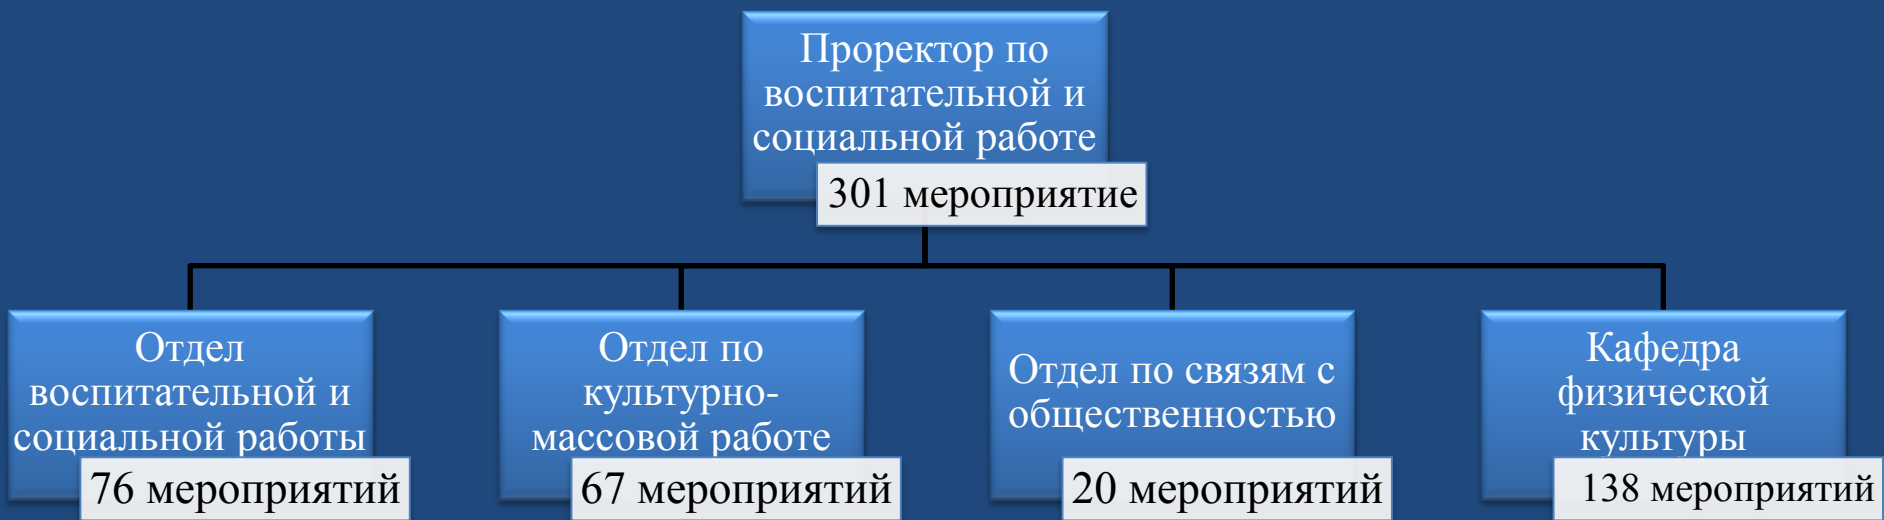 Проректор по
воспитательной и
социальной работе
301 мероприятие
Отдел
воспитательной и
социальной работы
76 мероприятий
Отдел по
культурно-
массовой работе
67 мероприятий
Отдел по связям с
общественностью
20 мероприятий
Кафедра
физической
культуры
138 мероприятий